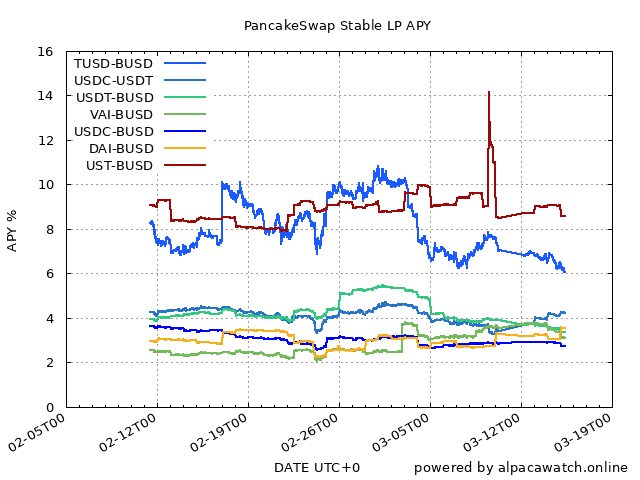 PancakeSwap Stable LP APY
16
14
12
10
8
6
4
2
0
APY %
TUSD-BUSD
USDC-USDT
USDT-BUSD
VAI-BUSD
USDC-BUSD
DAI-BUSD
UST-BUSD
02-05T00
02-12T00
02-19T00
02-26T00
03-05T00
03-12T00
03-19T00
DATE UTC+0
powered by alpacawatch.online